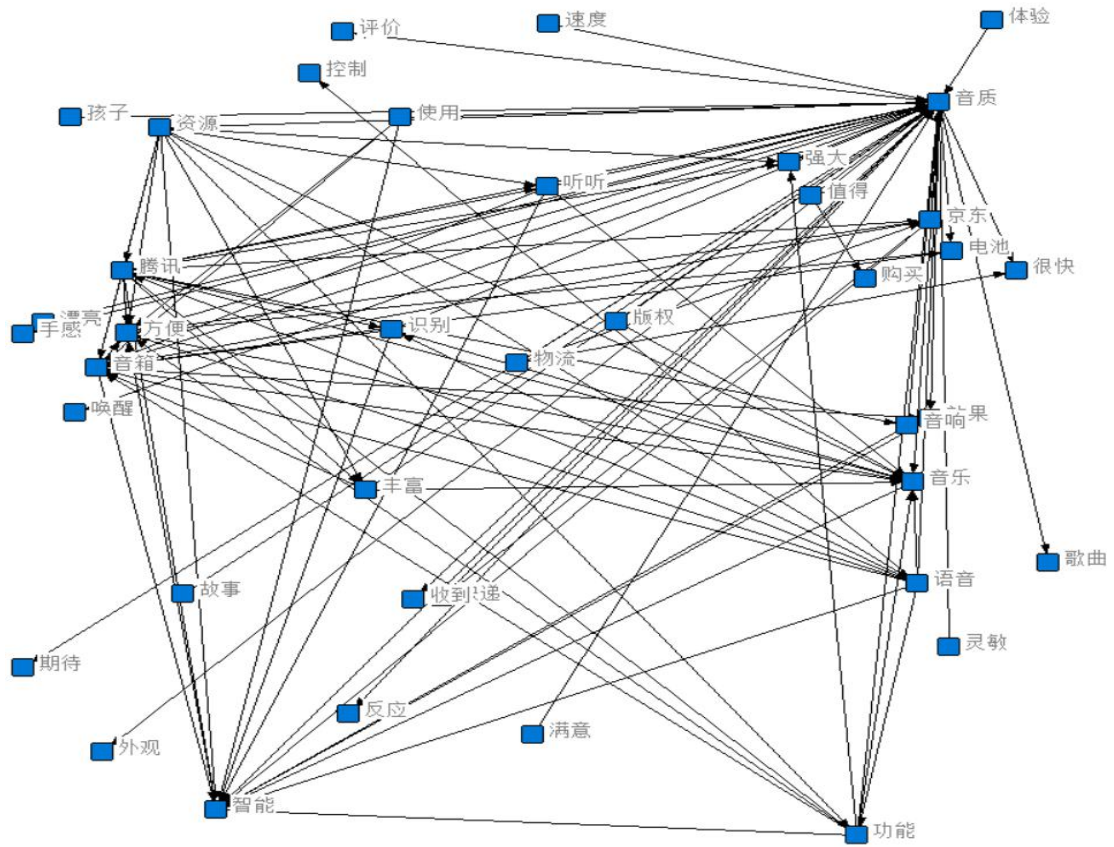 体验
速度
评价
控制
音质
孩子
资源
使用
强大
听听
值得
京东
电池
腾讯
很快
购买
漂亮
手感
方便
识别
版权
音箱
物流
唤醒
音响
果
音乐
丰富
歌曲
语音
故事
收到
递
灵敏
期待
反应
满意
外观
智能
功能